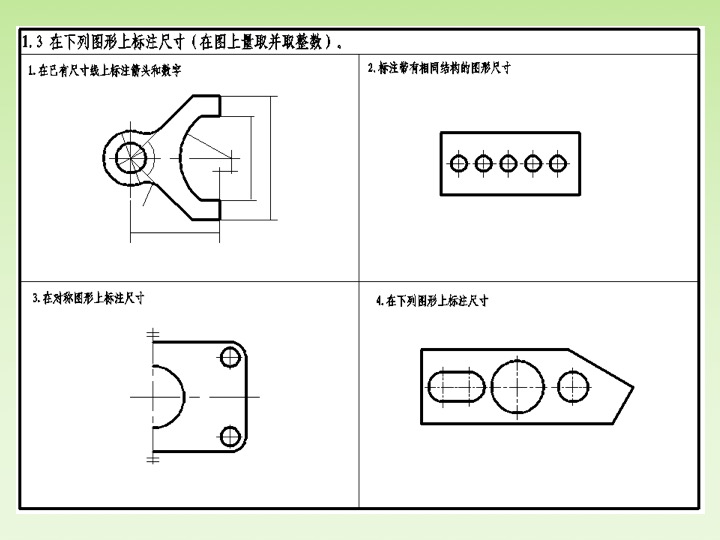 1.3 在下列图形上标注尺寸（在图上量取并取整数）。
1.在已有尺寸线上标注箭头和数字
2.标注带有相同结构的图形尺寸
3.在对称图形上标注尺寸
4.在下列图形上标注尺寸